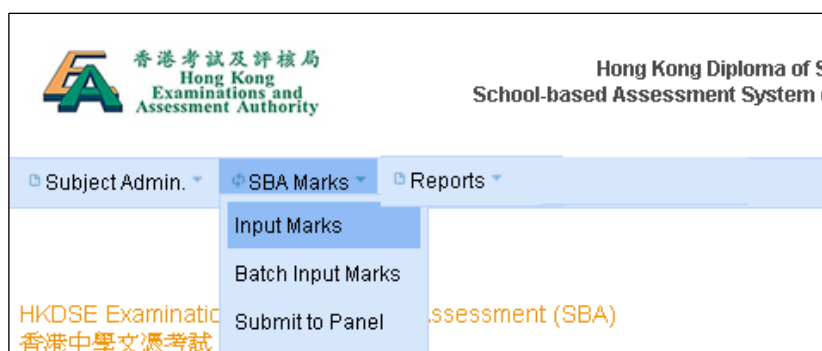 香港考試及評核局
Hong Kong
Examinations and
Assessment Authority
Hong Kong Diploma of S
School-based Assessment System
Subject Admin.
SBA Marks
Reports
Input Marks
Batch Input Marks
Submit to Panel
HKDSE Examinatio ssessment (SBA)
香港中學文憑考試